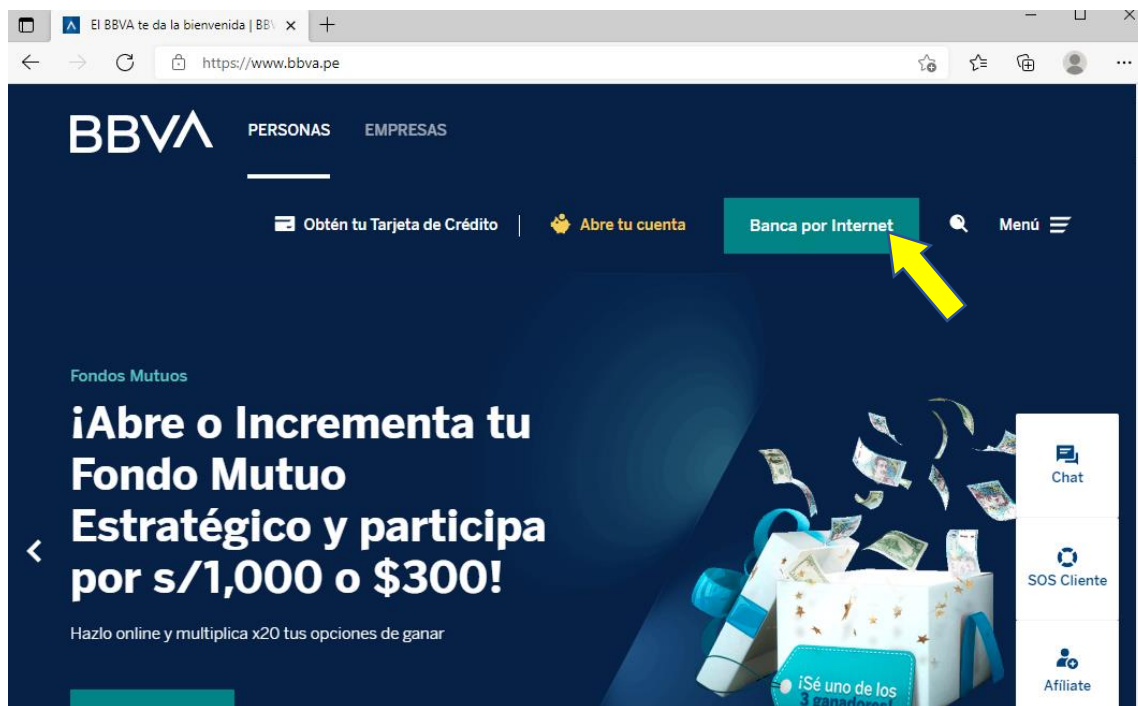 El BBVA te da la bienvenida | BBV
https://www.bbva.pe
BBVA PERSONAS EMPRESAS
Obtén tu Tarjeta de Crédito | Abre tu cuenta Banca por Internet Menú
Fondos Mutuos
¡Abre o Incrementa tu
Fondo Mutuo
Estratégico y participa
por s/1,000 o $300!
Hazlo online y multiplica x20 tus opciones de ganar
Chat
SOS Cliente
Afíliate
¡Sé uno de los
3 ganadores!